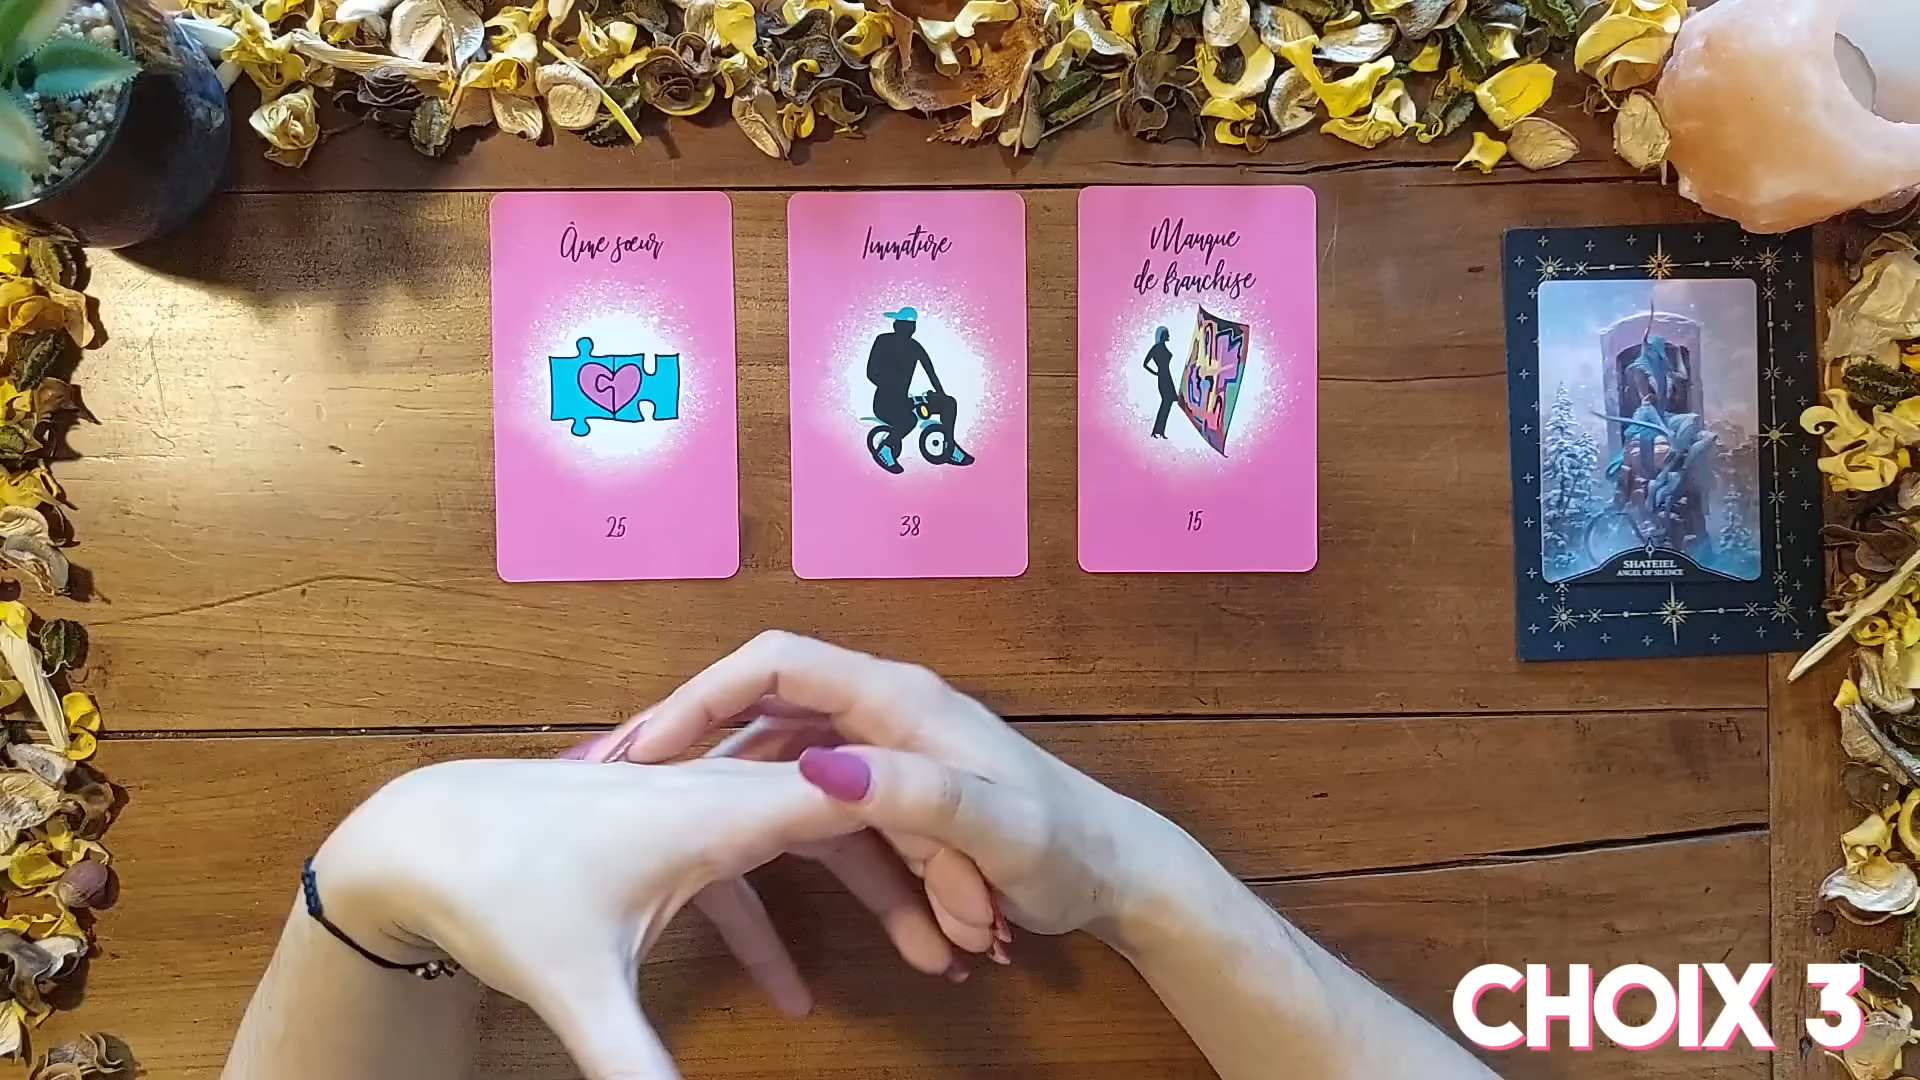 Âme sœur
25
Immature
38
Manque
de franchise
15
SHATEIEL
ANGEL OF SILENCE
CHOIX 3